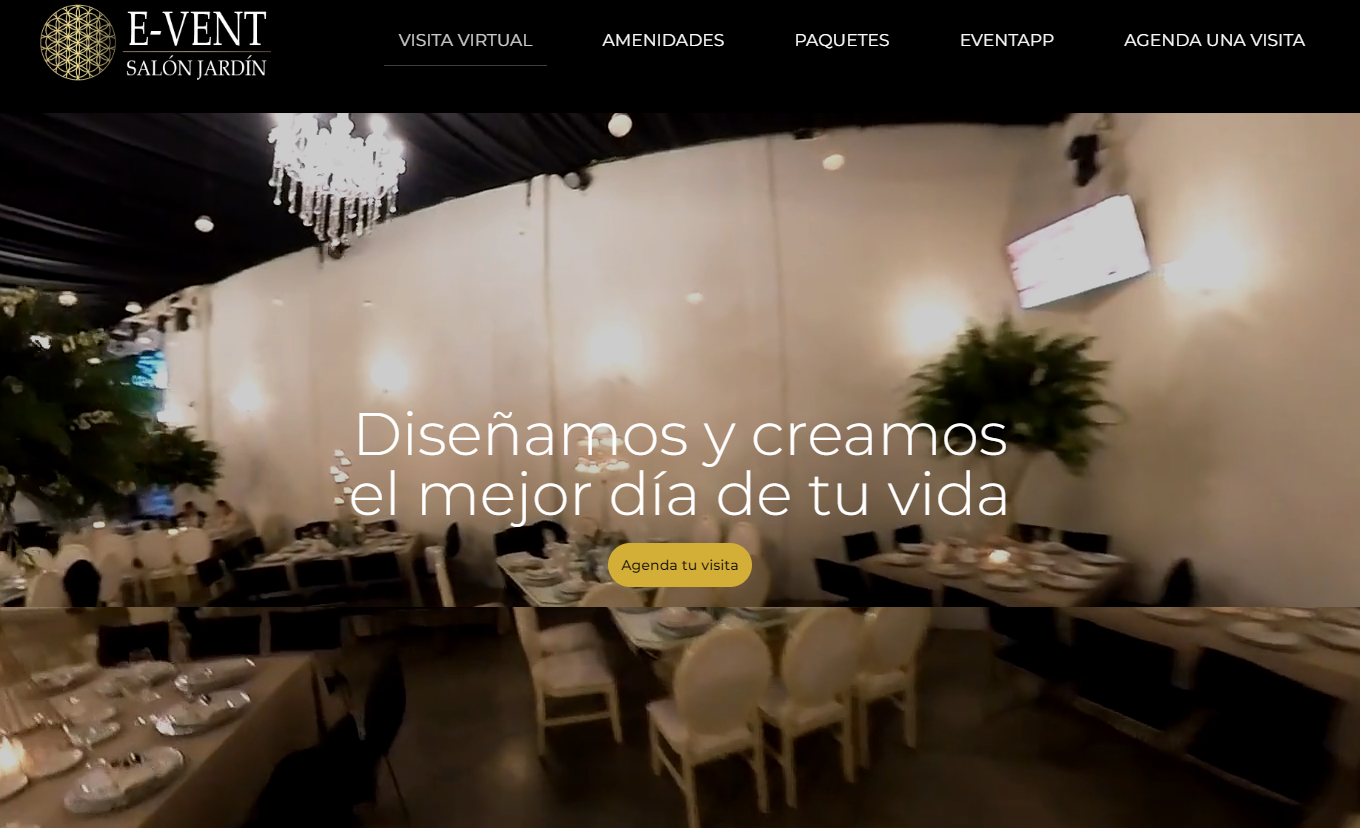 E-VENT
SALÓN JARDÍN
VISITA VIRTUAL
AMENIDADES
PAQUETES
EVENTAPP
AGENDA UNA VISITA
Diseñamos y creamos
el mejor día de tu vida
Agenda tu visita